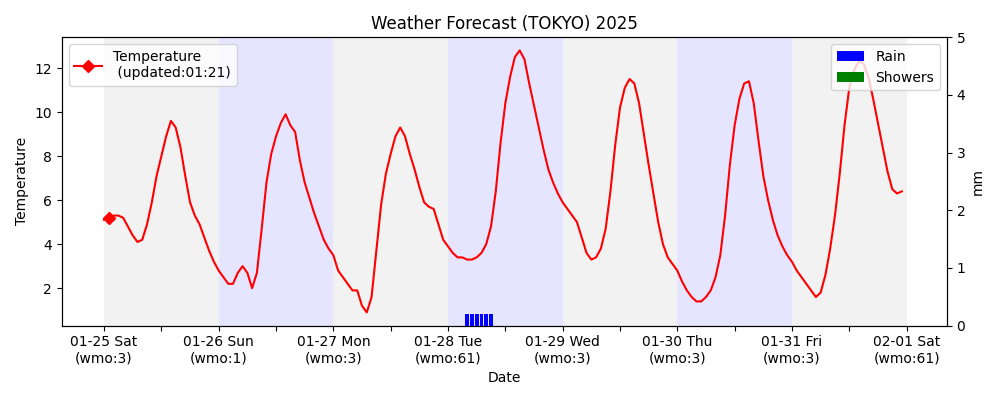 Weather Forecast (TOKYO) 2025
Temperature
(updated:01:21)
Rain
Showers
Temperature
12
10
8
6
4
2
5
4
3
2
1
0
mm
01-25 Sat
(wmo:3)
01-26 Sun
(wmo:1)
01-27 Mon
(wmo:3)
01-28 Tue
(wmo:61)
01-29 Wed
(wmo:3)
01-30 Thu
(wmo:3)
01-31 Fri
(wmo:3)
02-01 Sat
(wmo:61)
Date